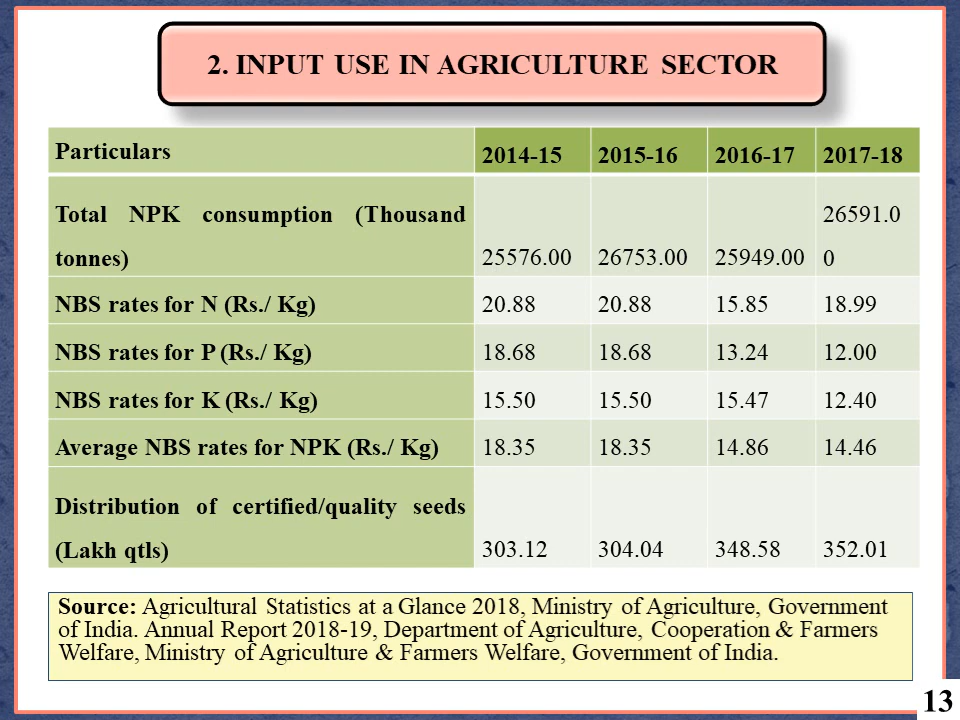 2. INPUT USE IN AGRICULTURE SECTOR
Particulars 2014-15 2015-16 2016-17 2017-18
Total NPK consumption (Thousand
tonnes) 25576.00 26753.00 25949.00 26591.0
0
NBS rates for N (Rs./ Kg) 20.88 20.88 15.85 18.99
NBS rates for P (Rs./ Kg) 18.68 18.68 13.24 12.00
NBS rates for K (Rs./ Kg) 15.50 15.50 15.47 12.40
Average NBS rates for NPK (Rs./ Kg) 18.35 18.35 14.86 14.46
Distribution of certified/quality seeds
(Lakh qtls) 303.12 304.04 348.58 352.01
Source: Agricultural Statistics at a Glance 2018, Ministry of Agriculture, Government
of India. Annual Report 2018-19, Department of Agriculture, Cooperation & Farmers
Welfare, Ministry of Agriculture & Farmers Welfare, Government of India.
13